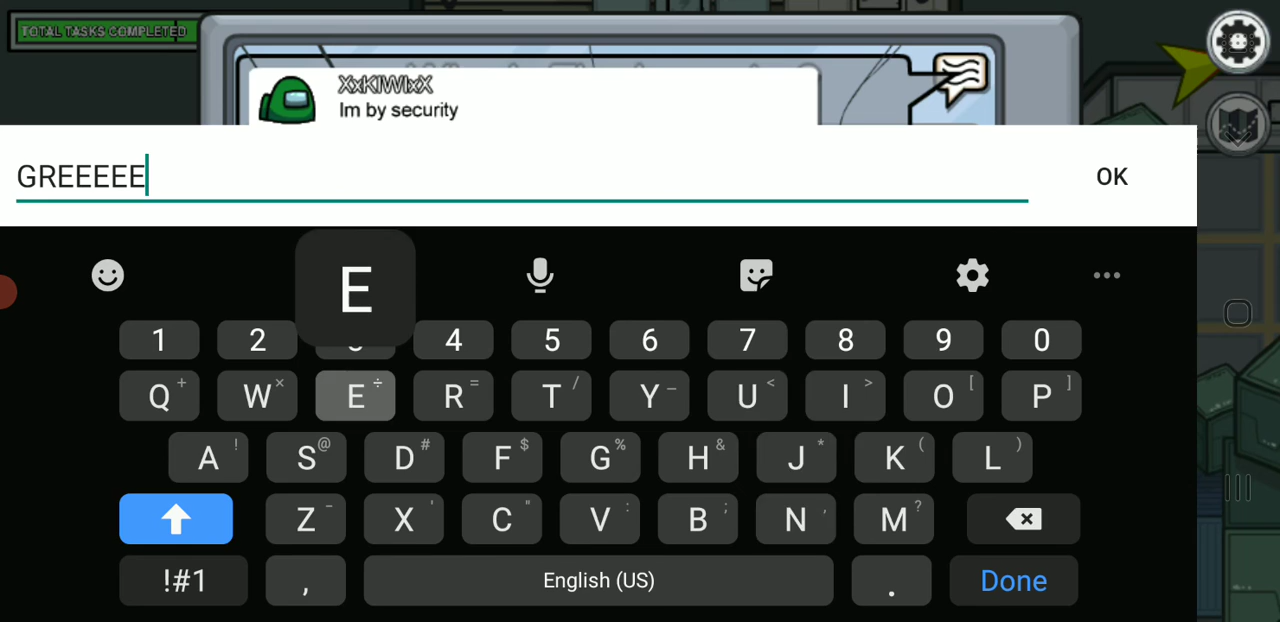 TOTAL TASKS COMPLETED
XxKIWIxX
Im by security
GREEEEE
OK
E
1 2 4 5 6 7 8 9 0
Q + W × E ÷ R = T / Y – U < I > O [ P ]
A ! S @ D # F $ G % H & J * K ( L )
Z - X ' C " V : B ; N , M ?
!#1 , English (US) . Done